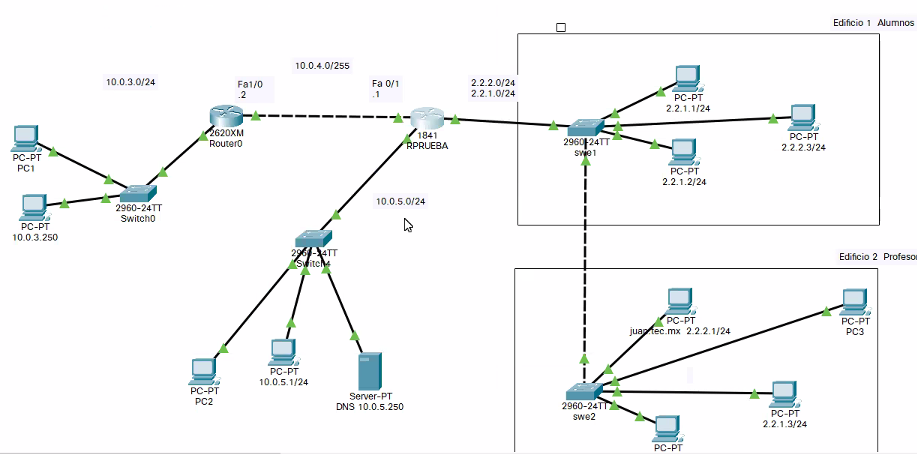 Edificio 1 Alumnos
10.0.4.0/255
10.0.3.0/24
Fa1/0
.2
Fa 0/1
.1
2.2.2.0/24
2.2.1.0/24
PC-PT
2.2.1.1/24
2620XM
Router0
1841
RPRUEBA
2960-24TT
swe1
PC-PT
2.2.2.3/24
PC-PT
2.2.1.2/24
PC-PT
PC1
2960-24TT
Switch0
PC-PT
10.0.3.250
10.0.5.0/24
2960-24TT
Switch4
Edificio 2 Profesor
PC-PT
juan.tec.mx 2.2.2.1/24
PC-PT
PC3
PC-PT
10.0.5.1/24
PC-PT
PC2
Server-PT
DNS 10.0.5.250
2960-24TT
swe2
PC-PT
2.2.1.3/24
PC-PT